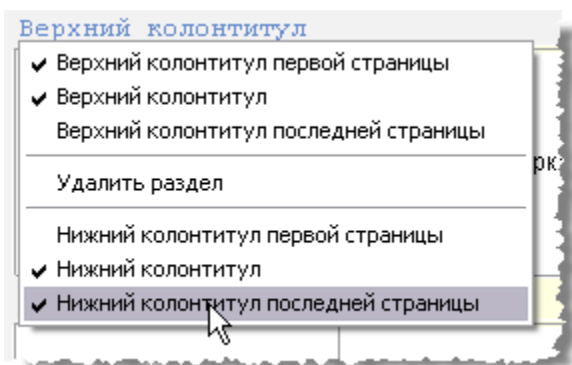 Верхний колонтитул
Верхний колонтитул первой страницы
Верхний колонтитул
Верхний колонтитул последней страницы
рк
Удалить раздел
Нижний колонтитул первой страницы
Нижний колонтитул
Нижний колонтитул последней страницы